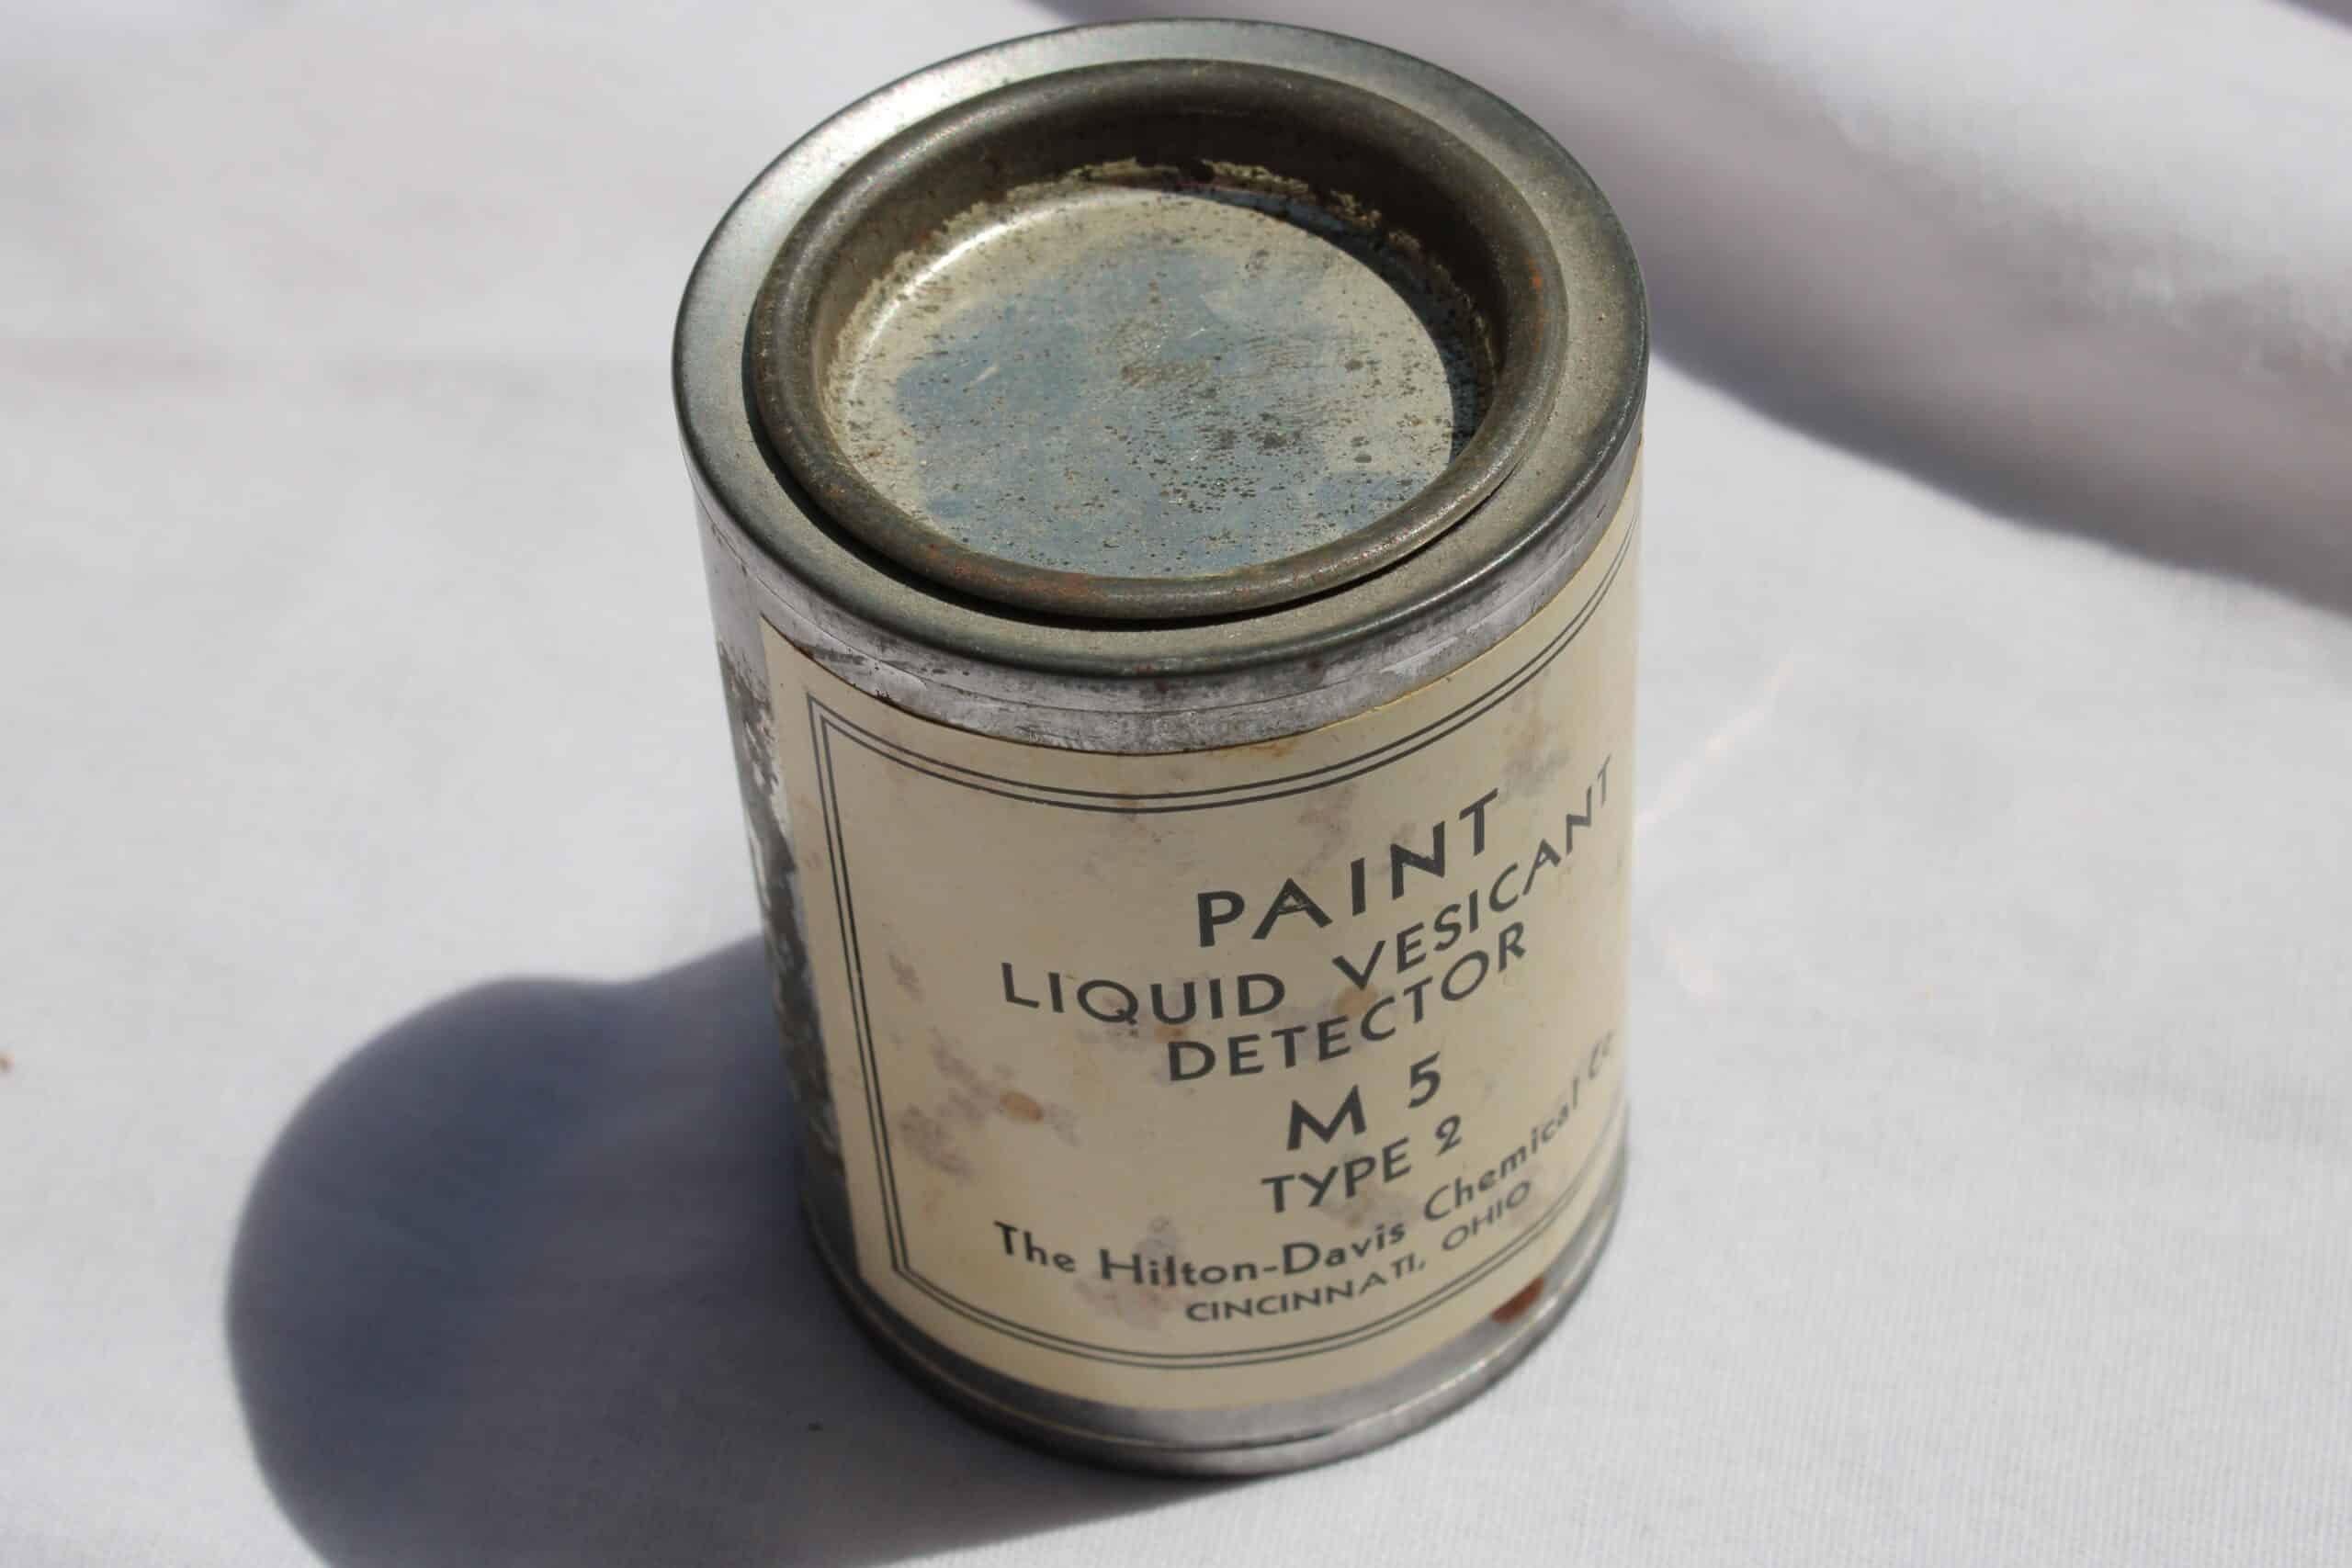 PAINT
LIQUID VESICANT
DETECTOR
M 5
TYPE 2
The Hilton-Davis Chemical Co
CINCINNATI, OHIO